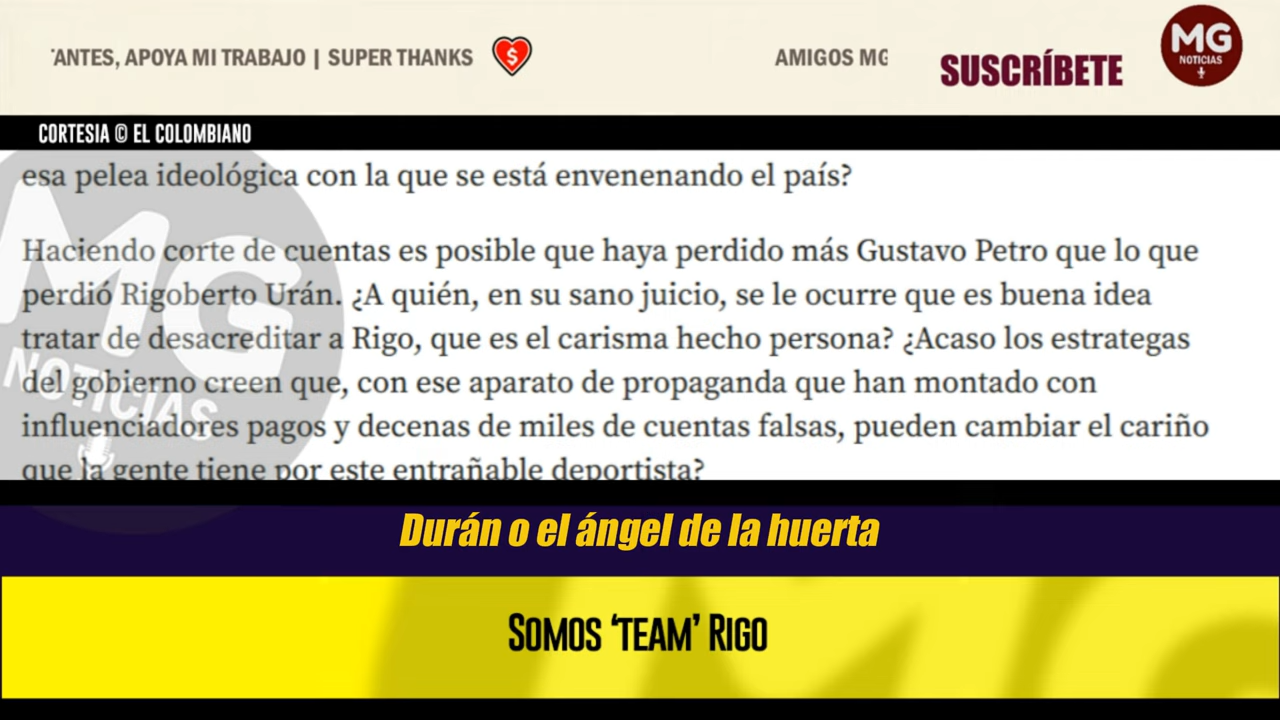 'ANTES, APOYA MI TRABAJO | SUPER THANKS
AMIGOS MG
SUSCRÍBETE
MG
NOTICIAS
CORTESIA © EL COLOMBIANO
esa pelea ideológica con la que se está envenenando el país?
Haciendo corte de cuentas es posible que haya perdido más Gustavo Petro que lo que
perdió Rigoberto Urán. ¿A quién, en su sano juicio, se le ocurre que es buena idea
tratar de desacreditar a Rigo, que es el carisma hecho persona? ¿Acaso los estrategas
del gobierno creen que, con ese aparato de propaganda que han montado con
influenciadores pagos y decenas de miles de cuentas falsas, pueden cambiar el cariño
que la gente tiene por este entrañable deportista?
MG
NOTICIAS
Durán o el ángel de la huerta
SOMOS ‘TEAM’ RIGO